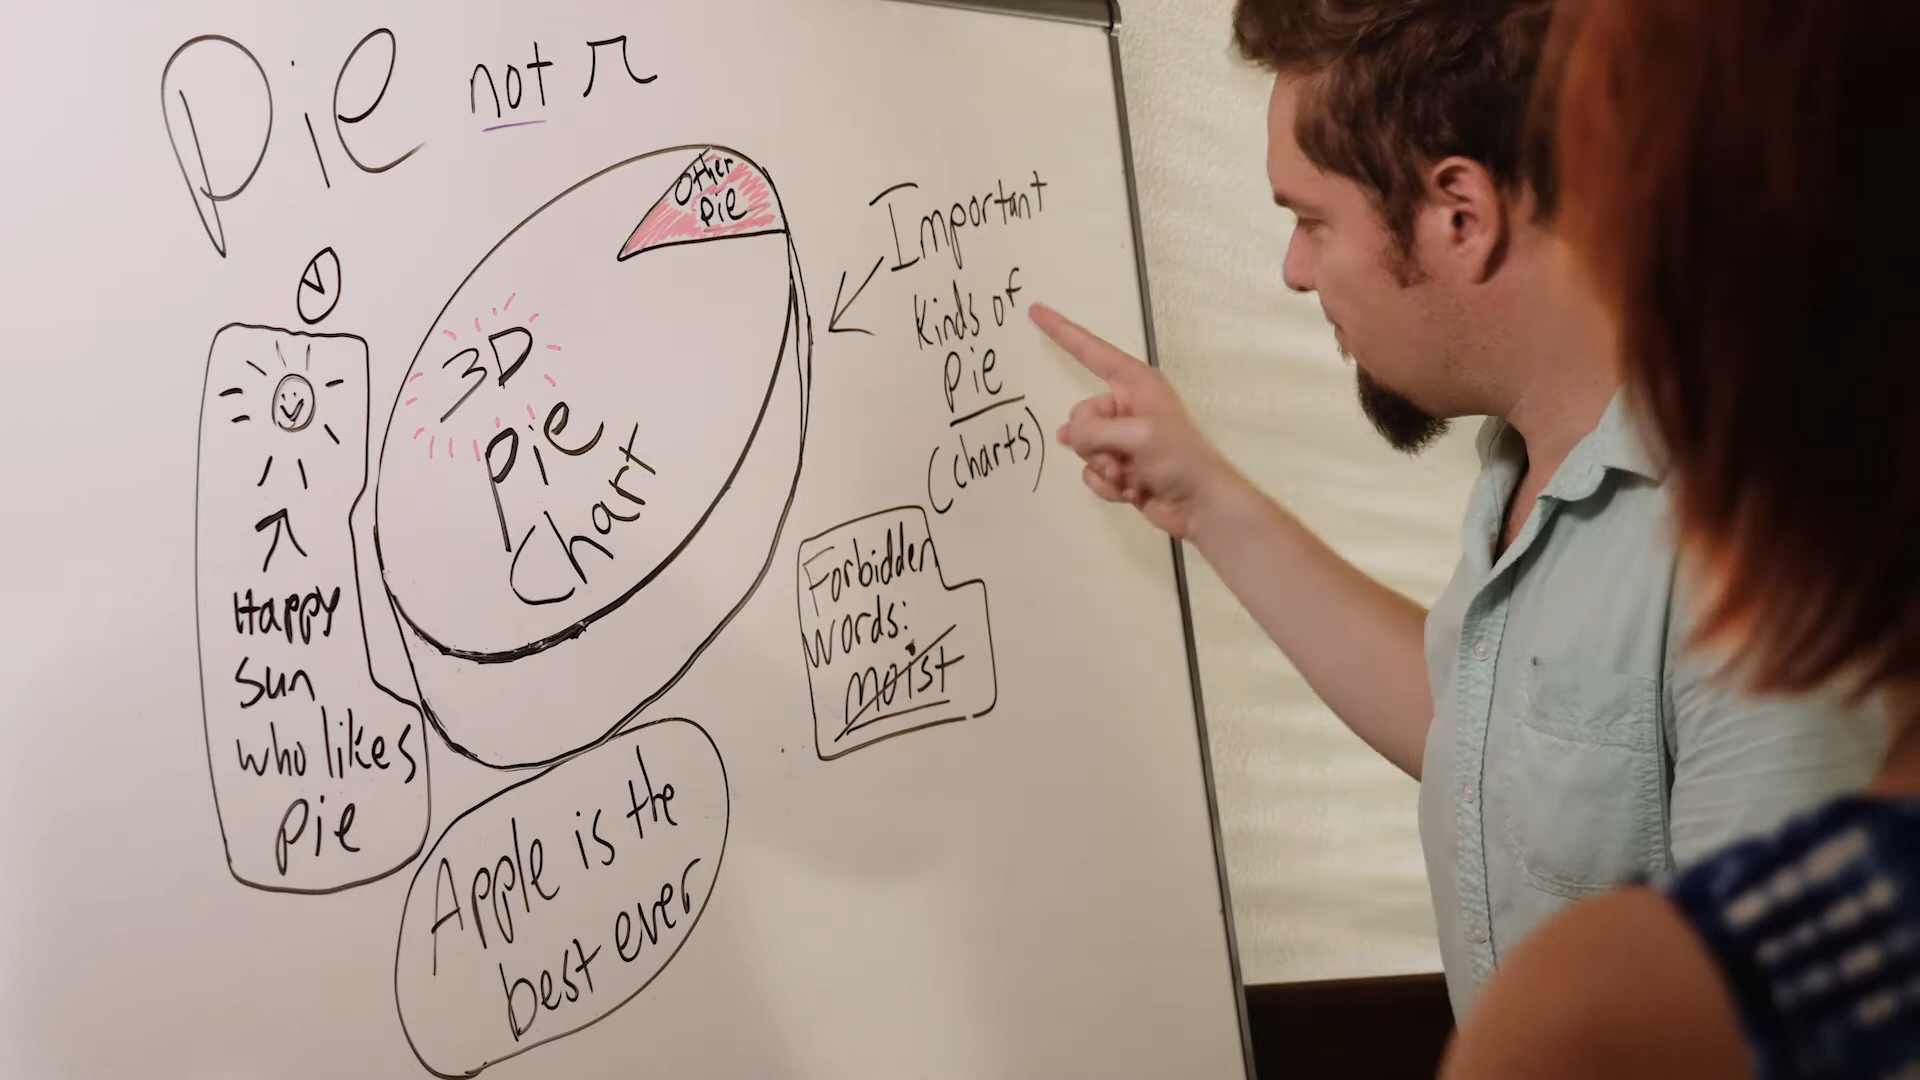 Pie not π
Other
pie
3D
Pie
Chart
Important
Kinds of
Pie
(charts)
Happy
Sun
who likes
Pie
Forbidden
Words:
moist
Apple is the
best ever